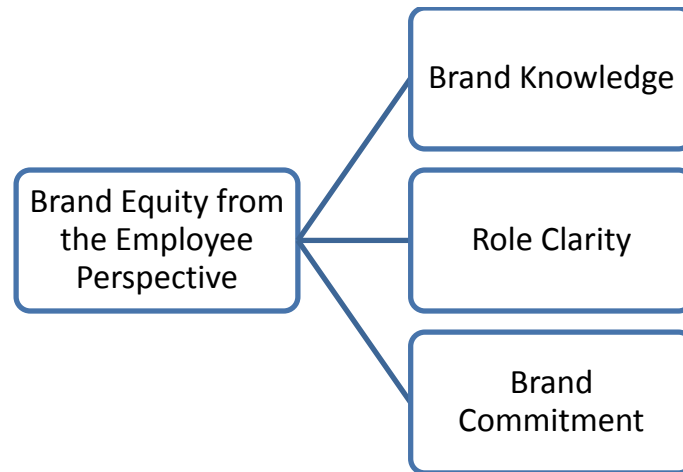 Brand Equity from
the Employee
Perspective
Brand Knowledge
Role Clarity
Brand
Commitment